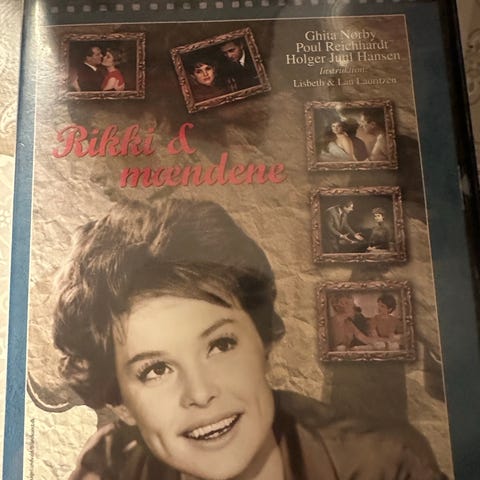 Ghita Nørby
Poul Reichhardt
Holger Juul Hansen
Instruktion:
Lisbeth & Lau Lauritzen
Rikki &
mændene